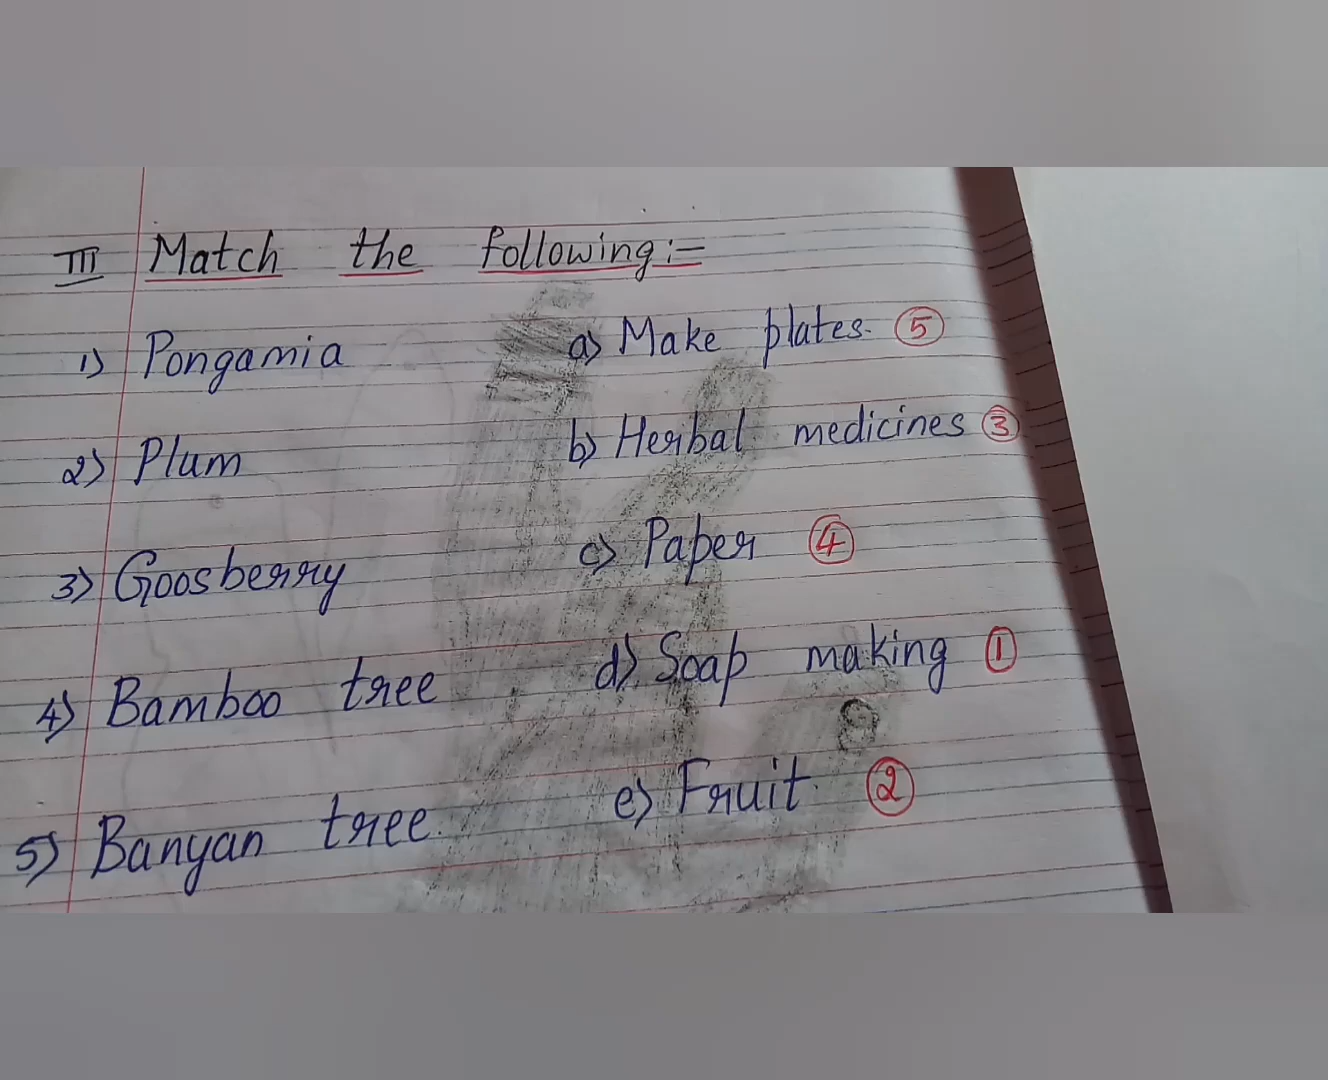 III Match the following:-
1) Pongamia a) Make plates. 5
2) Plum b) Herbal medicines 3
3) Goosberry c) Paper 4
4) Bamboo tree d) Soap making 1
5) Banyan tree. e) Fruit 2